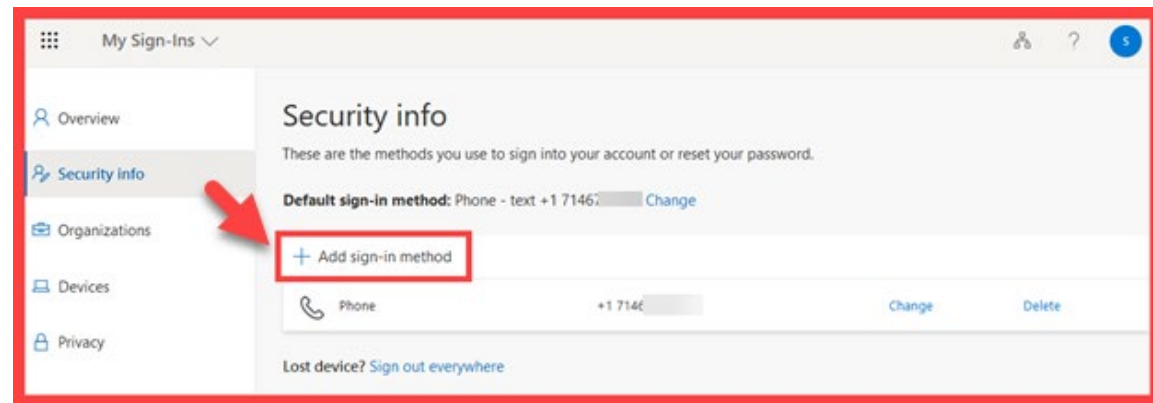 My Sign-Ins
?
S
Overview
Security info
Organizations
Devices
Privacy
Security info
These are the methods you use to sign into your account or reset your password.
Default sign-in method: Phone - text +1 7146 Change
+ Add sign-in method
Phone +1 7146 Change Delete
Lost device? Sign out everywhere